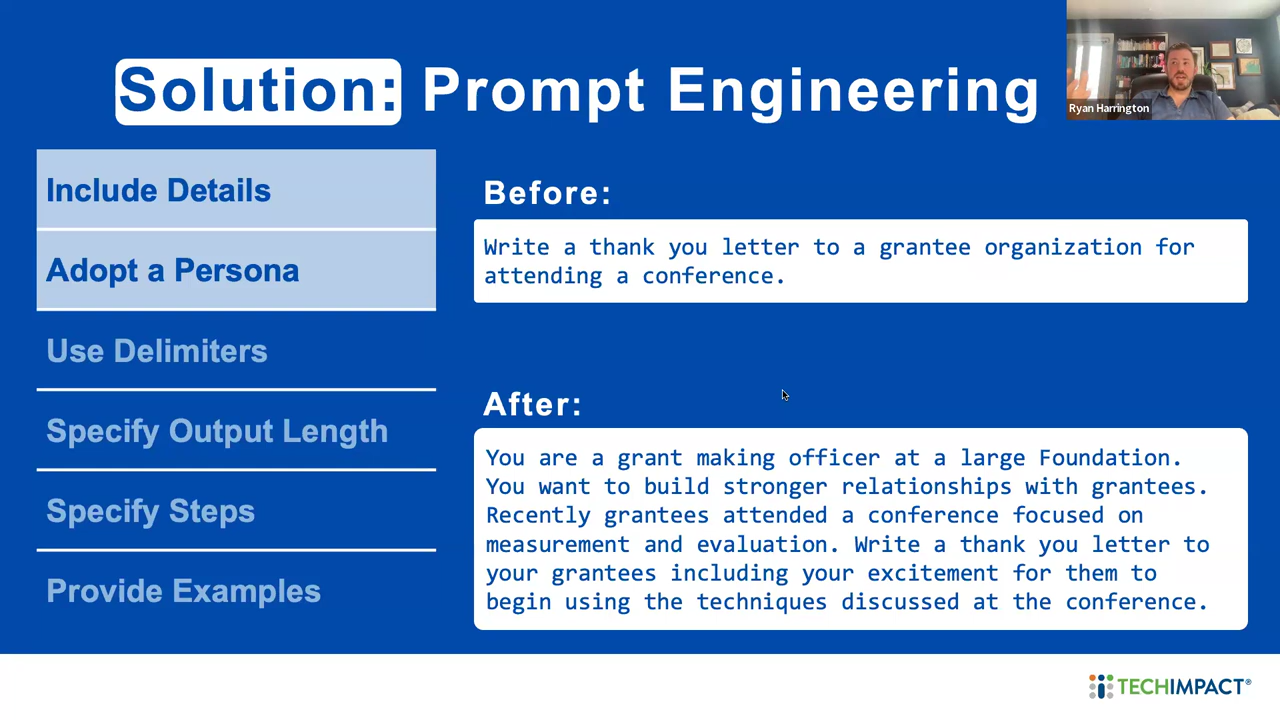 Solution: Prompt Engineering
Ryan Harrington
Include Details
Adopt a Persona
Use Delimiters
Specify Output Length
Specify Steps
Provide Examples
Before:
Write a thank you letter to a grantee organization for
attending a conference.
After:
You are a grant making officer at a large Foundation.
You want to build stronger relationships with grantees.
Recently grantees attended a conference focused on
measurement and evaluation. Write a thank you letter to
your grantees including your excitement for them to
begin using the techniques discussed at the conference.
TECHIMPACT®